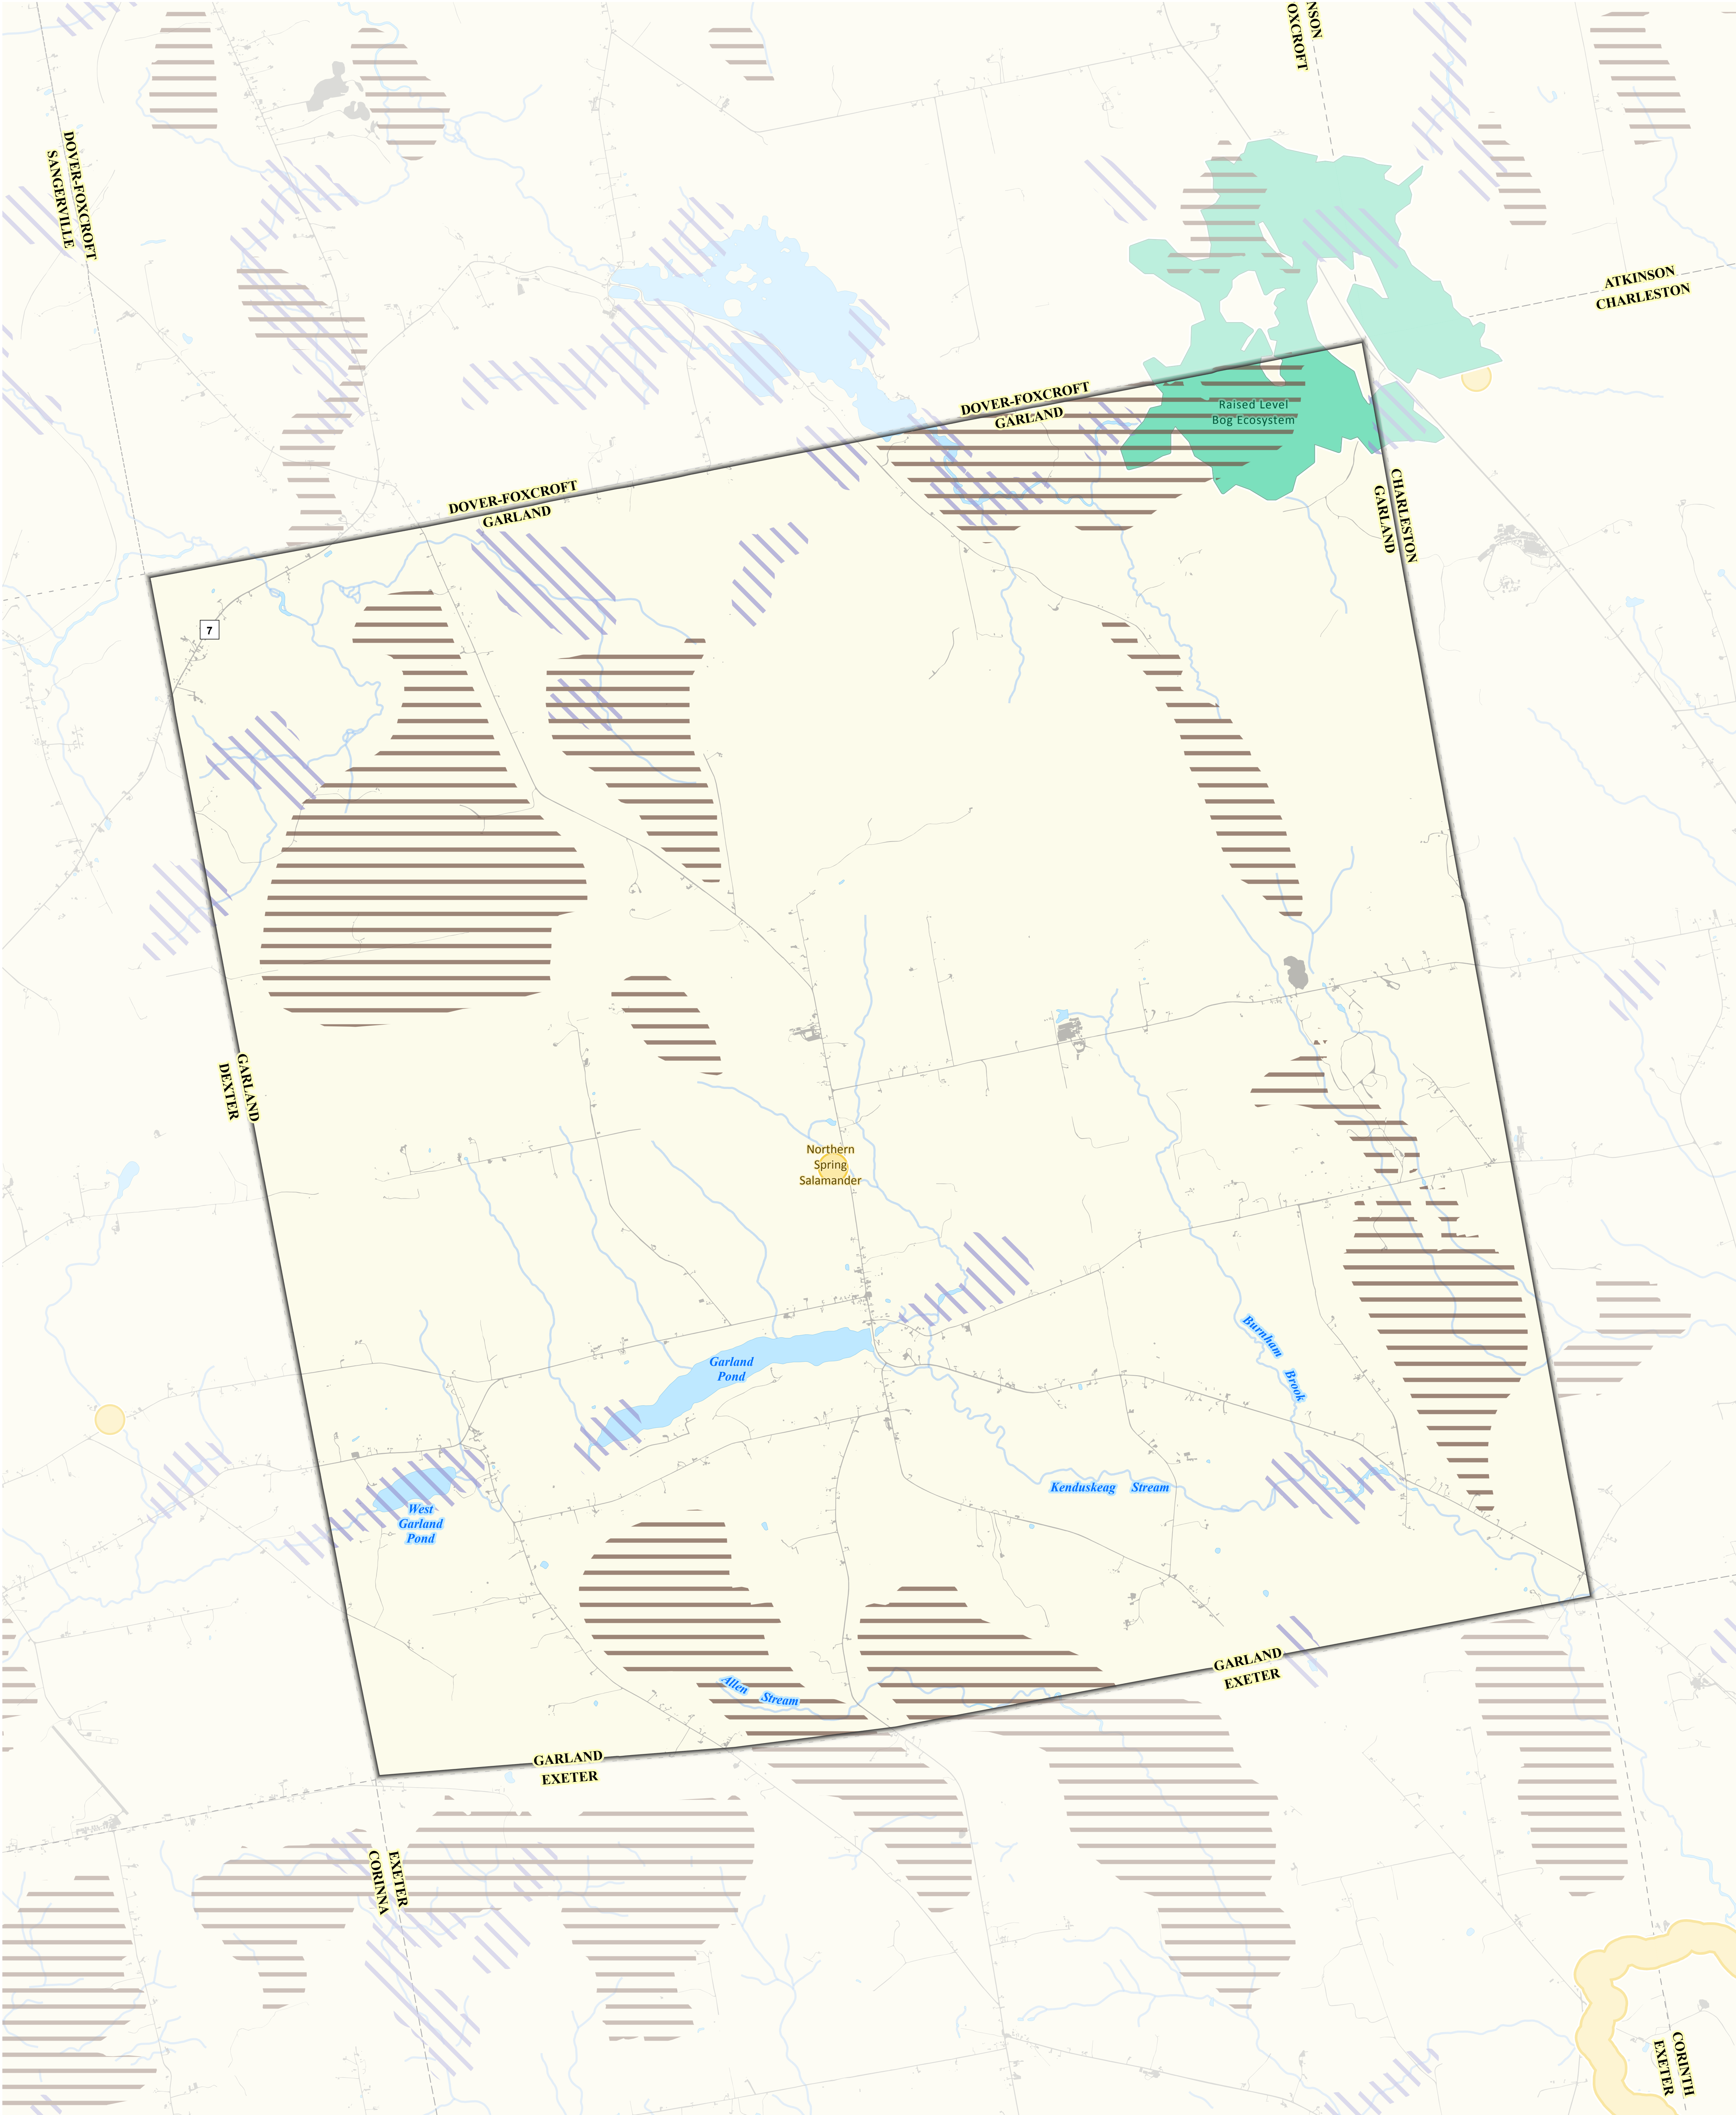 NSON
OXCROFT
DOVER-FOXCROFT
SANGERVILLE
ATKINSON
CHARLESTON
DOVER-FOXCROFT
GARLAND
Raised Level
Bog Ecosystem
DOVER-FOXCROFT
GARLAND
CHARLESTON
GARLAND
7
GARLAND
DEXTER
Northern
Spring
Salamander
Burnham Brook
Garland
Pond
Kenduskeag Stream
West
Garland
Pond
GARLAND
EXETER
Allen Stream
GARLAND
EXETER
EXETER
CORINNA
CORINTH
EXETER